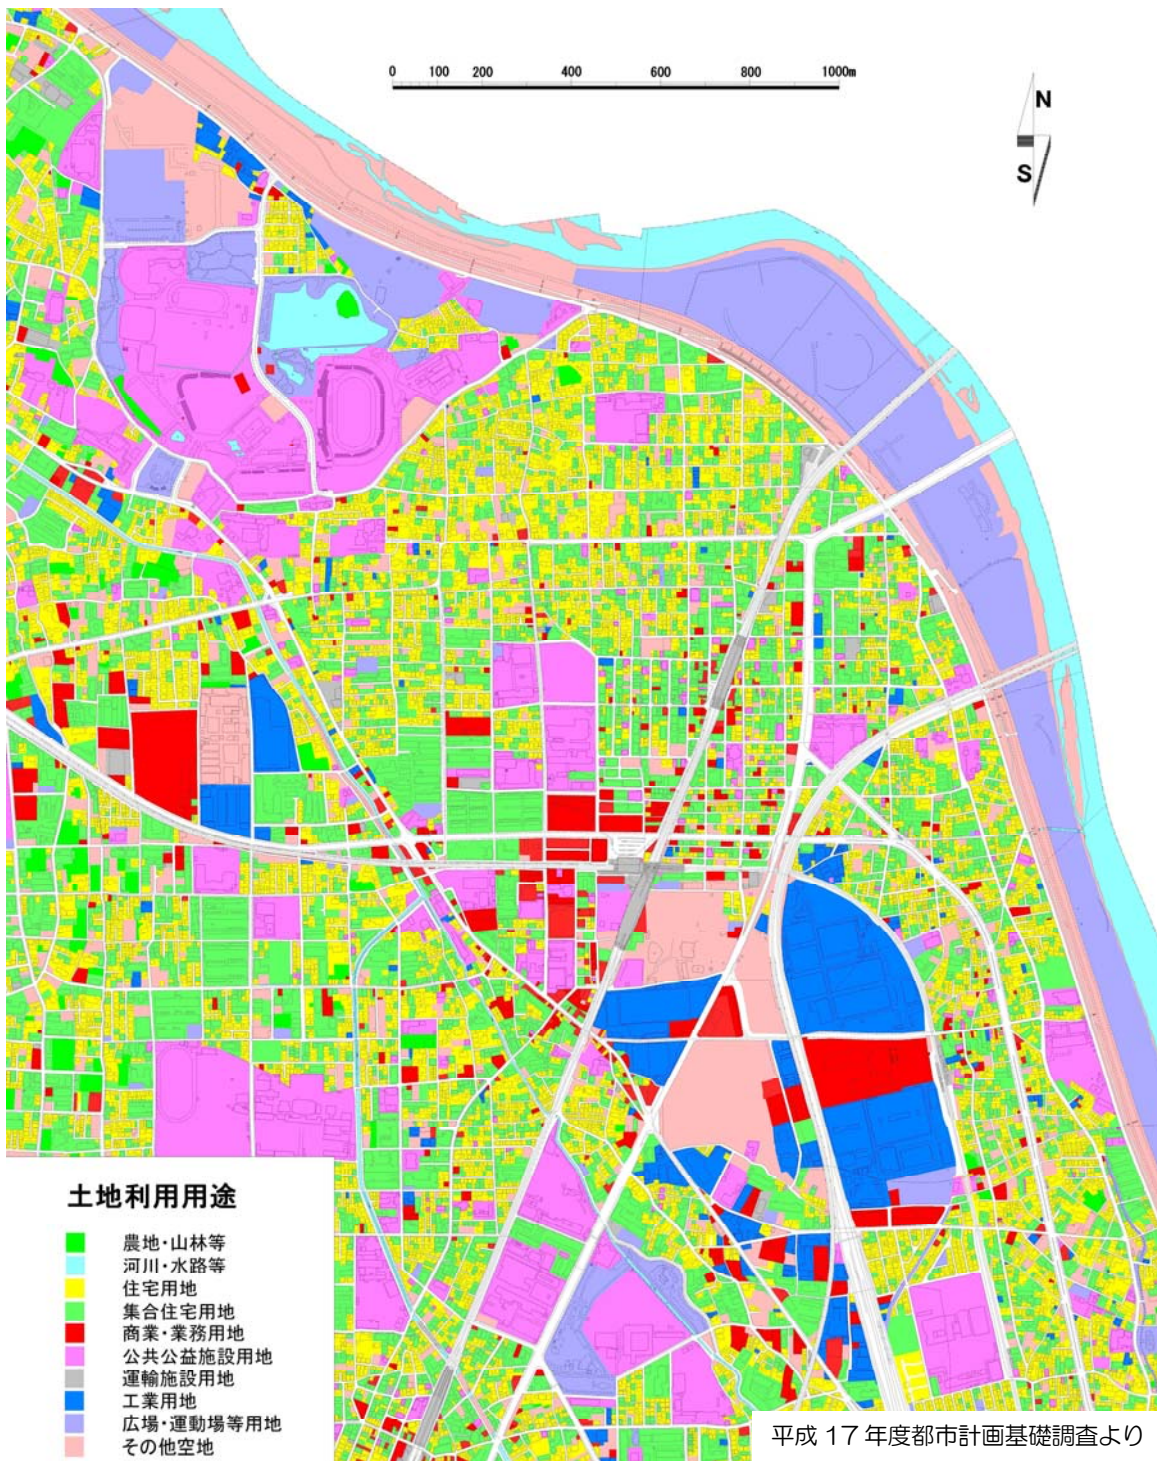 0 100 200 400 600 800 1000m
N
S
土地利用用途
農地・山林等
河川・水路等
住宅用地
集合住宅用地
商業・業務用地
公共公益施設用地
運輸施設用地
工業用地
広場・運動場等用地
その他空地
平成 17 年度都市計画基礎調査より